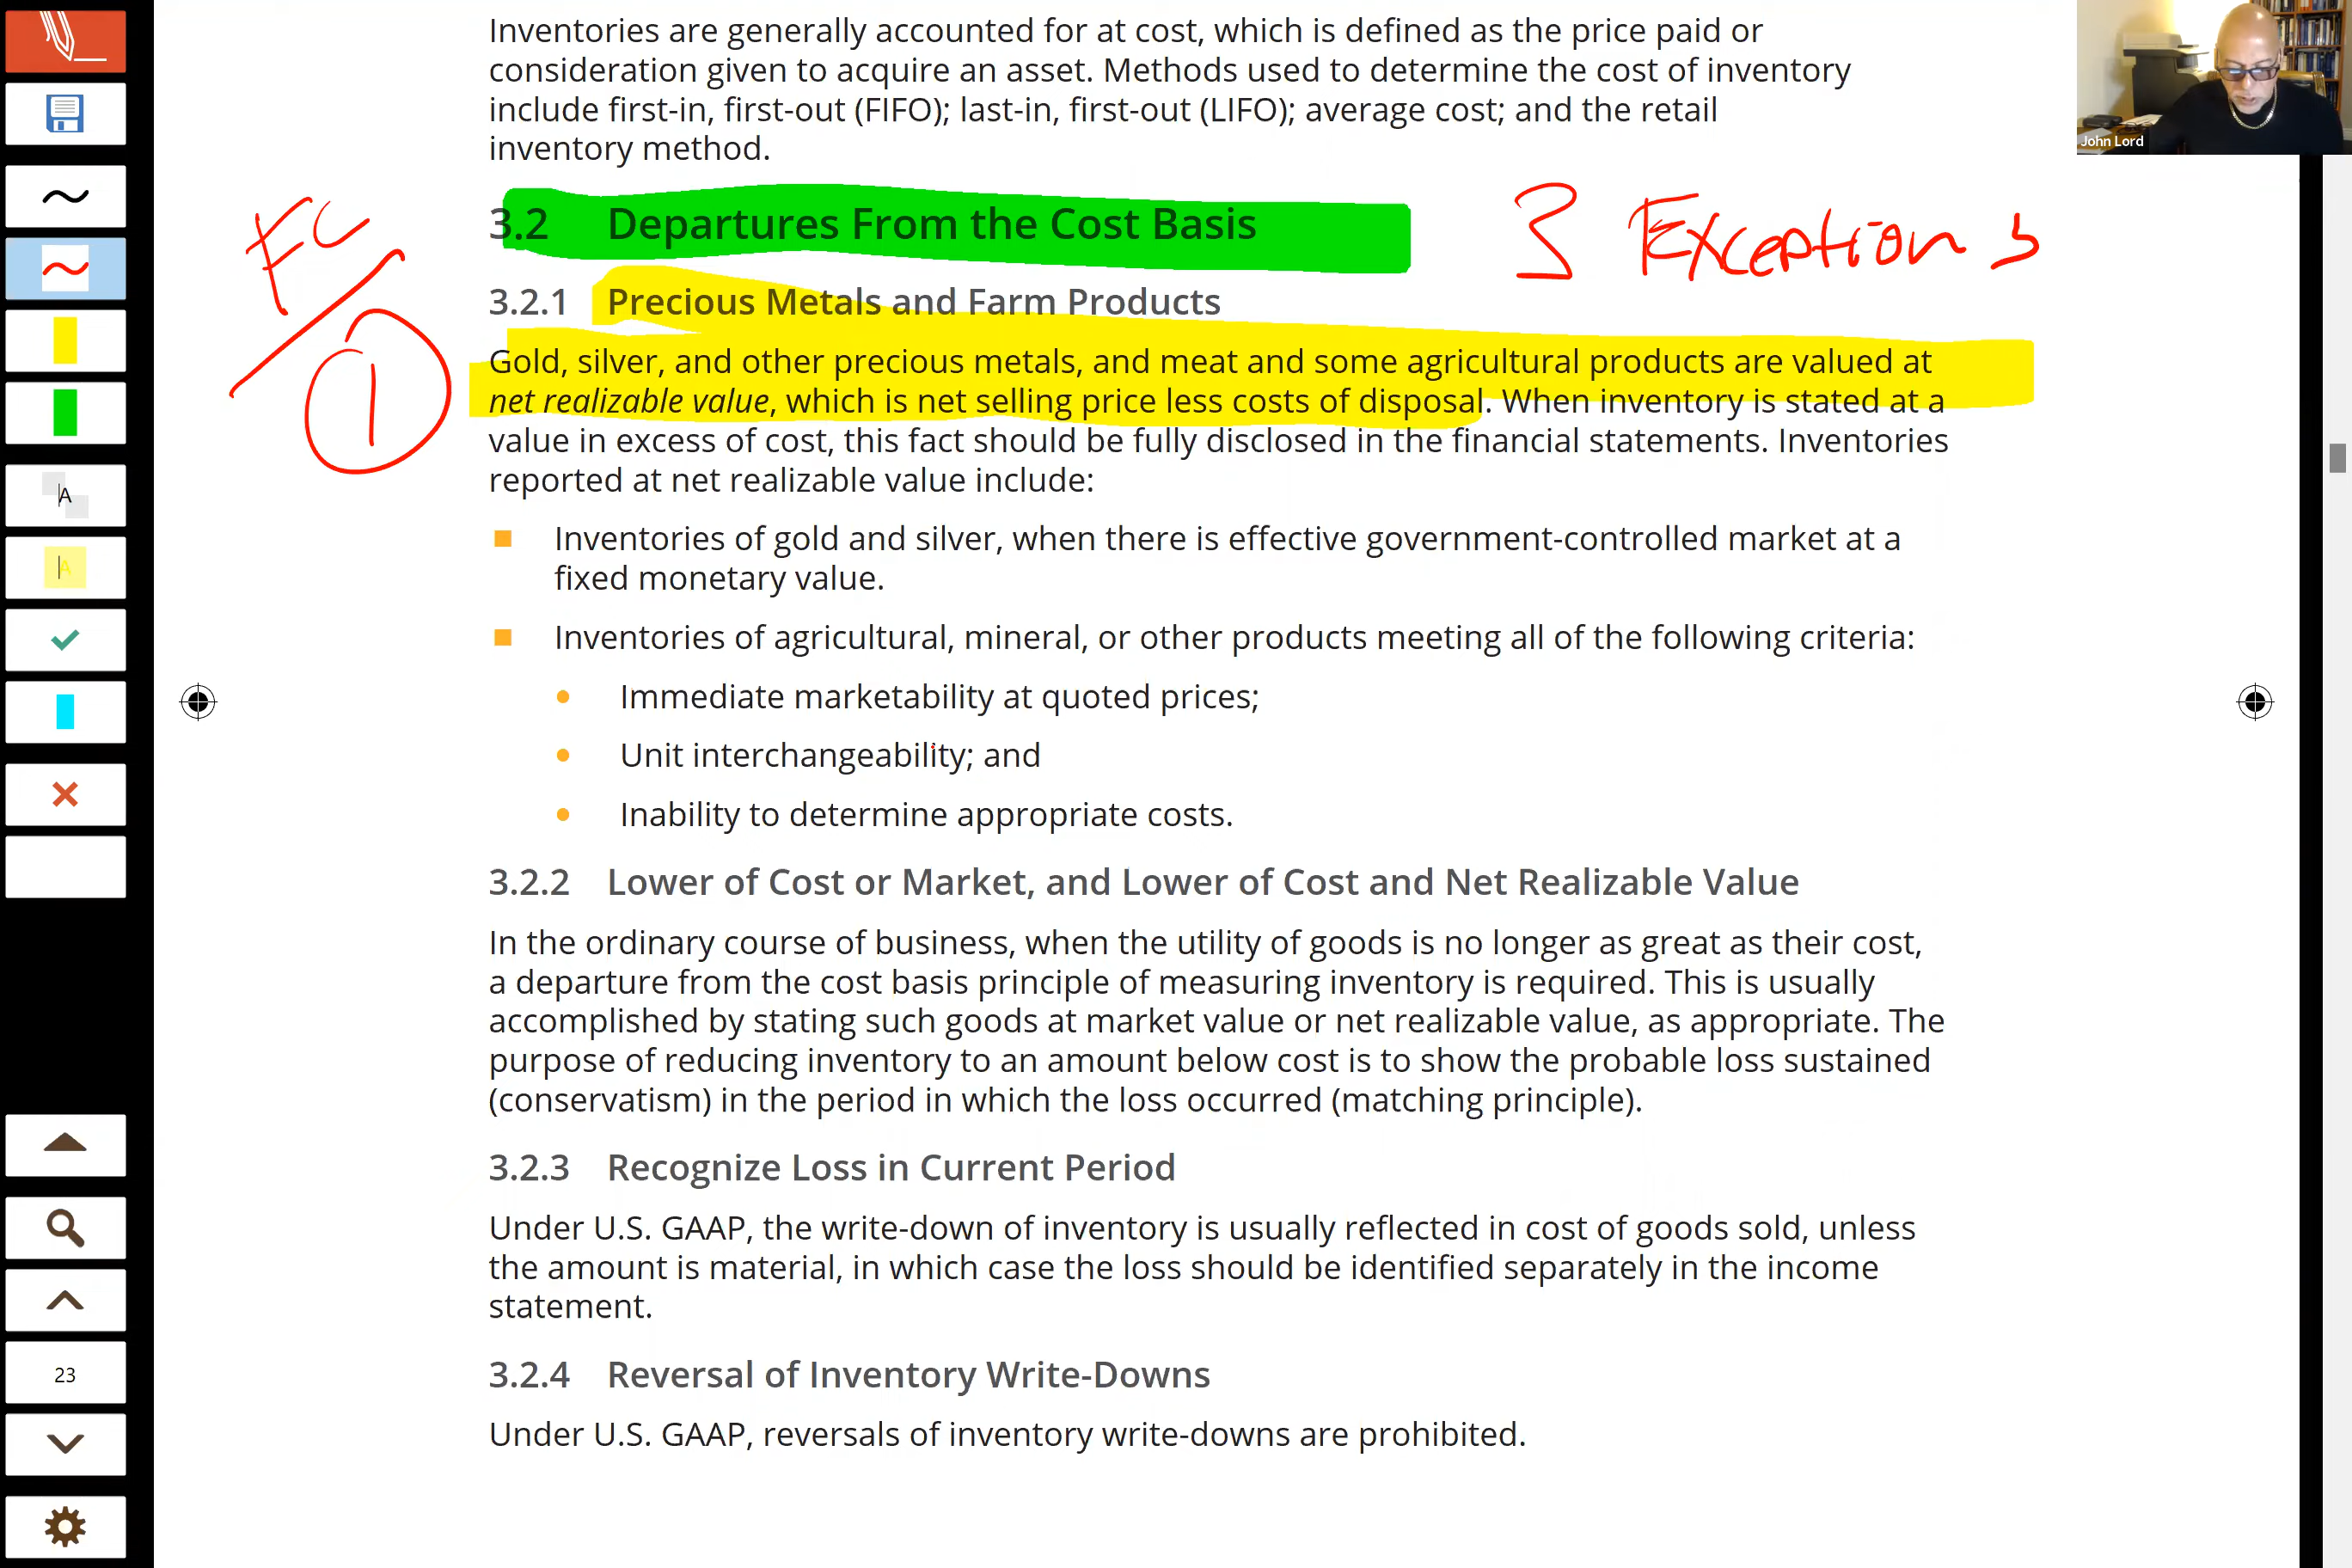 Inventories are generally accounted for at cost, which is defined as the price paid or
consideration given to acquire an asset. Methods used to determine the cost of inventory
include first-in, first-out (FIFO); last-in, first-out (LIFO); average cost; and the retail
inventory method.
John Lord
FC
3.2 Departures From the Cost Basis
3 Exceptions
3.2.1 Precious Metals and Farm Products
1
Gold, silver, and other precious metals, and meat and some agricultural products are valued at
net realizable value, which is net selling price less costs of disposal. When inventory is stated at a
value in excess of cost, this fact should be fully disclosed in the financial statements. Inventories
reported at net realizable value include:
A
A
Inventories of gold and silver, when there is effective government-controlled market at a
fixed monetary value.
Inventories of agricultural, mineral, or other products meeting all of the following criteria:
Immediate marketability at quoted prices;
Unit interchangeability; and
Inability to determine appropriate costs.
3.2.2 Lower of Cost or Market, and Lower of Cost and Net Realizable Value
In the ordinary course of business, when the utility of goods is no longer as great as their cost,
a departure from the cost basis principle of measuring inventory is required. This is usually
accomplished by stating such goods at market value or net realizable value, as appropriate. The
purpose of reducing inventory to an amount below cost is to show the probable loss sustained
(conservatism) in the period in which the loss occurred (matching principle).
3.2.3 Recognize Loss in Current Period
Under U.S. GAAP, the write-down of inventory is usually reflected in cost of goods sold, unless
the amount is material, in which case the loss should be identified separately in the income
statement.
3.2.4 Reversal of Inventory Write-Downs
23
Under U.S. GAAP, reversals of inventory write-downs are prohibited.